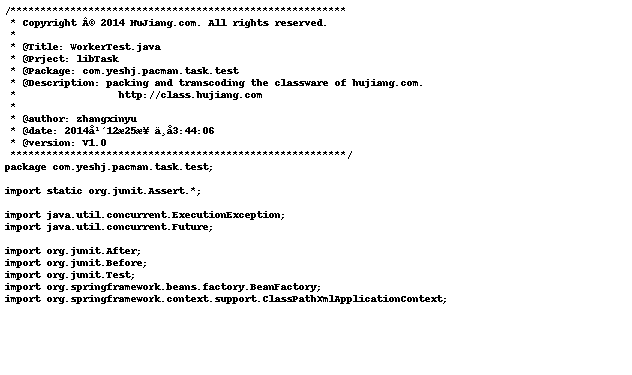 /*********************************************************
 * Copyright Â© 2014 HuJiang.com. All rights reserved.
 *
 * @Title: WorkerTest.java
 * @Prject: libTask
 * @Package: com.yeshj.pacman.task.test
 * @Description: packing and transcoding the classware of hujiang.com.
 *                 http://class.hujiang.com
 *
 * @author: zhangxinyu
 * @date: 2014å¹´12æ25æ¥ ä¸å3:44:06
 * @version: V1.0
 *********************************************************/
package com.yeshj.pacman.task.test;

import static org.junit.Assert.*;

import java.util.concurrent.ExecutionException;
import java.util.concurrent.Future;

import org.junit.After;
import org.junit.Before;
import org.junit.Test;
import org.springframework.beans.factory.BeanFactory;
import org.springframework.context.support.ClassPathXmlApplicationContext;